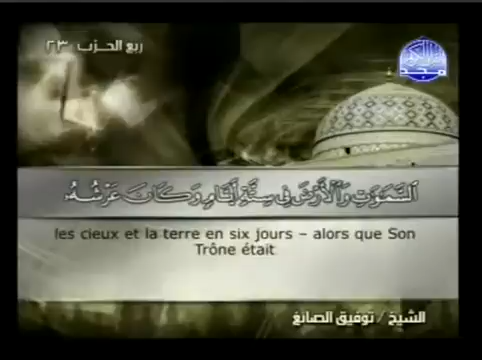 ربع الحزب ٢٣
مجد
السَّمَٰوَٰتِ وَٱلْأَرْضَ فِى سِتَّةِ أَيَّامٍ وَكَانَ عَرْشُهُۥ
les cieux et la terre en six jours – alors que Son
Trône était
الشيخ / توفيق الصائغ